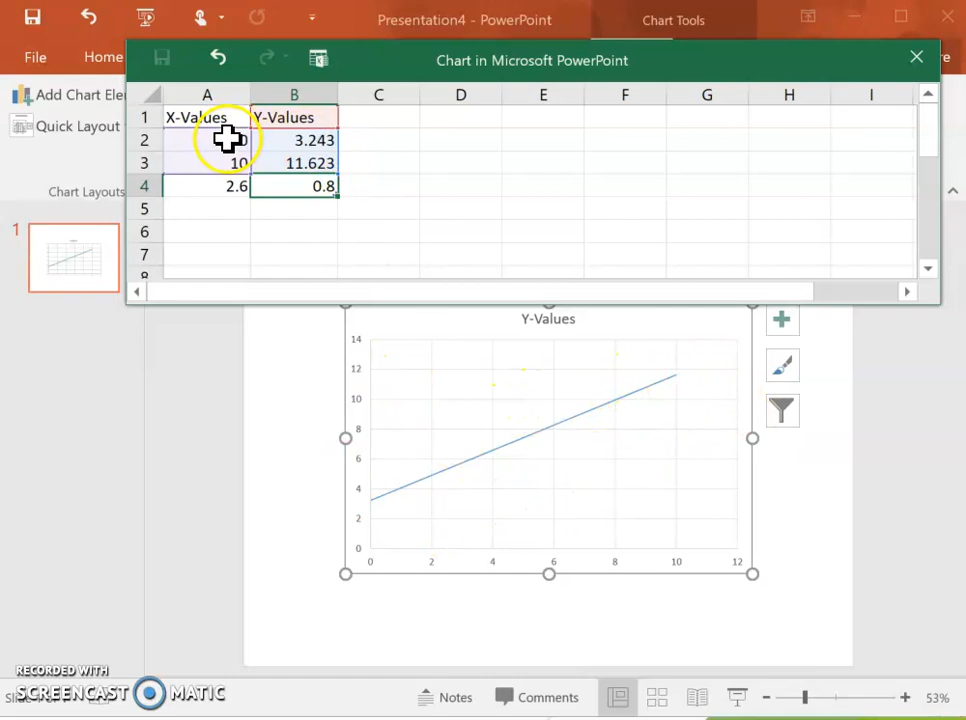 Presentation4 - PowerPoint
Chart Tools
File
Home
Chart in Microsoft PowerPoint
Add Chart Ele
Quick Layout
Chart Layouts
A B C D E F G H I
1 X-Values Y-Values
2 0 3.243
3 10 11.623
4 2.6 0.8
5
6
7
8
1
Y-Values
14
12
10
8
6
4
2
0
0 2 4 6 8 10 12
RECORDED WITH
SCREENCAST MATIC
Notes
Comments
53%